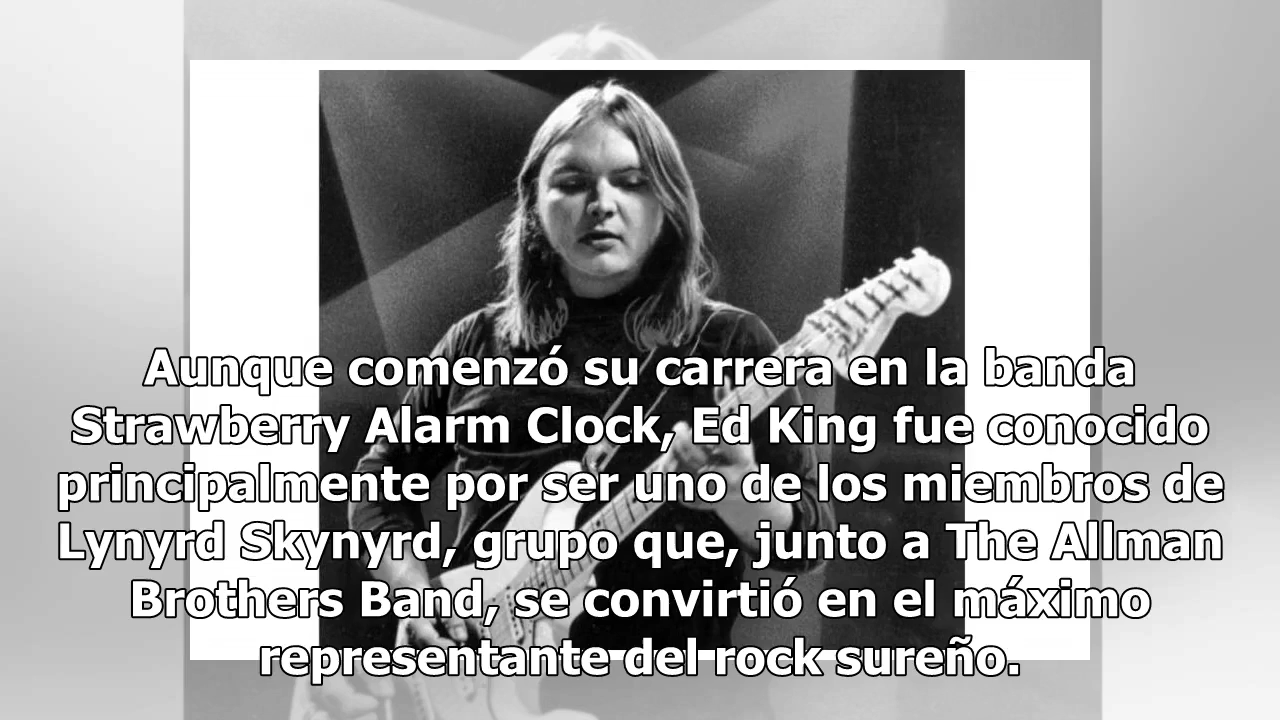 Aunque comenzó su carrera en la banda
Strawberry Alarm Clock, Ed King fue conocido
principalmente por ser uno de los miembros de
Lynyrd Skynyrd, grupo que, junto a The Allman
Brothers Band, se convirtió en el máximo
representante del rock sureño.